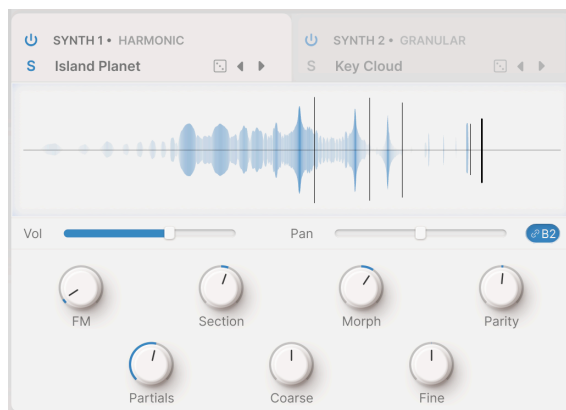 SYNTH 1 • HARMONIC
SYNTH 2 • GRANULAR
S Island Planet
S Key Cloud
Vol
Pan
B2
FM
Section
Morph
Parity
Partials
Coarse
Fine